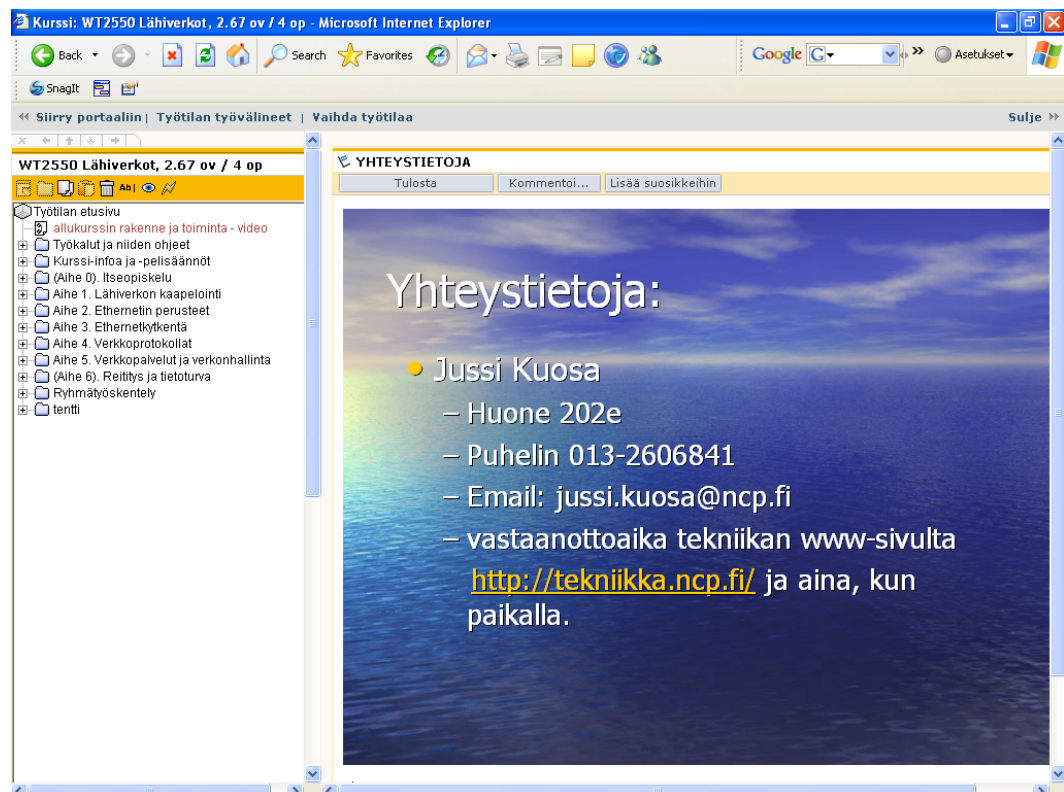 Kurssi: WT2550 Lähiverkot, 2.67 ov / 4 op - Microsoft Internet Explorer
Back Search Favorites Google G Asetukset
SnagIt
Siirry portaaliin | Työtilan työvälineet | Vaihda työtilaa Sulje
WT2550 Lähiverkot, 2.67 ov / 4 op
Ab|
Työtilan etusivu
allukurssin rakenne ja toiminta - video
Työkalut ja niiden ohjeet
Kurssi-infoa ja -pelisäännöt
(Aihe 0). Itseopiskelu
Aihe 1. Lähiverkon kaapelointi
Aihe 2. Ethernetin perusteet
Aihe 3. Ethernetkytkentä
Aihe 4. Verkkoprotokollat
Aihe 5. Verkkopalvelut ja verkonhallinta
(Aihe 6). Reititys ja tietoturva
Ryhmätyöskentely
tentti
YHTEYSTIETOJA
Tulosta Kommentoi... Lisää suosikkeihin
Yhteystietoja:
• Jussi Kuosa
– Huone 202e
– Puhelin 013-2606841
– Email: jussi.kuosa@ncp.fi
– vastaanottoaika tekniikan www-sivulta
http://tekniikka.ncp.fi/ ja aina, kun
paikalla.